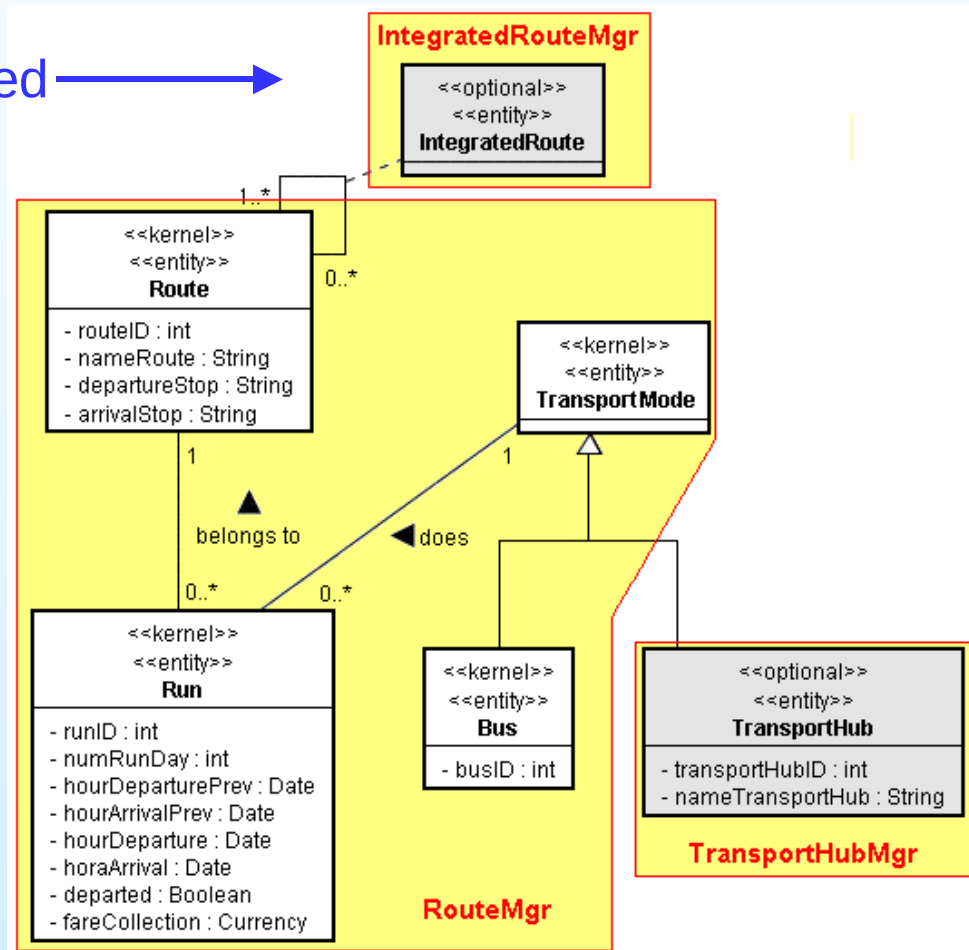 ed
IntegratedRouteMgr
<<optional>>
<<entity>>
IntegratedRoute
1..*
0..*
<<kernel>>
<<entity>>
Route
- routeID : int
- nameRoute : String
- departureStop : String
- arrivalStop : String
<<kernel>>
<<entity>>
TransportMode
1
1
belongs to
does
0..*
0..*
<<kernel>>
<<entity>>
Run
- runID : int
- numRunDay : int
- hourDeparturePrev : Date
- hourArrivalPrev : Date
- hourDeparture : Date
- horaArrival : Date
- departed : Boolean
- fareCollection : Currency
<<kernel>>
<<entity>>
Bus
- busID : int
<<optional>>
<<entity>>
TransportHub
- transportHubID : int
- nameTransportHub : String
TransportHubMgr
RouteMgr